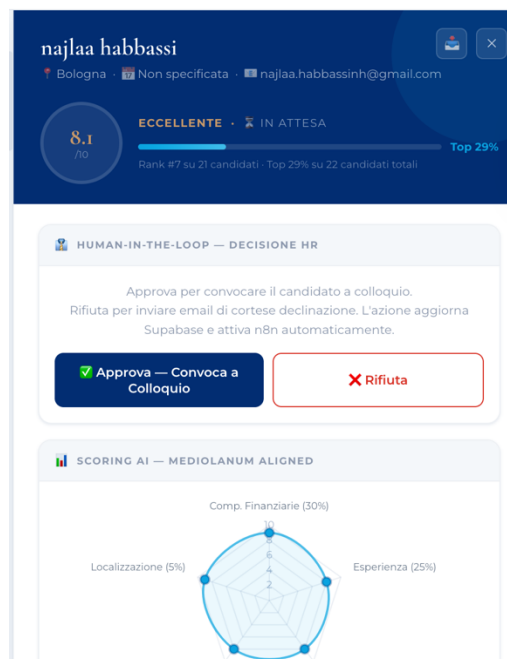 najlaa habbassi
📍 Bologna · 📅 Non specificata · 📧 najlaa.habbassinh@gmail.com
8.1
/10
ECCELLENTE · ⏳ IN ATTESA
Top 29%
Rank #7 su 21 candidati · Top 29% su 22 candidati totali
HUMAN-IN-THE-LOOP — DECISIONE HR
Approva per convocare il candidato a colloquio.
Rifiuta per inviare email di cortese declinazione. L'azione aggiorna
Supabase e attiva n8n automaticamente.
✅ Approva — Convoca a
Colloquio
❌ Rifiuta
📊 SCORING AI — MEDIOLANUM ALIGNED
Comp. Finanziarie (30%)
10
8
6
4
2
Localizzazione (5%)
Esperienza (25%)